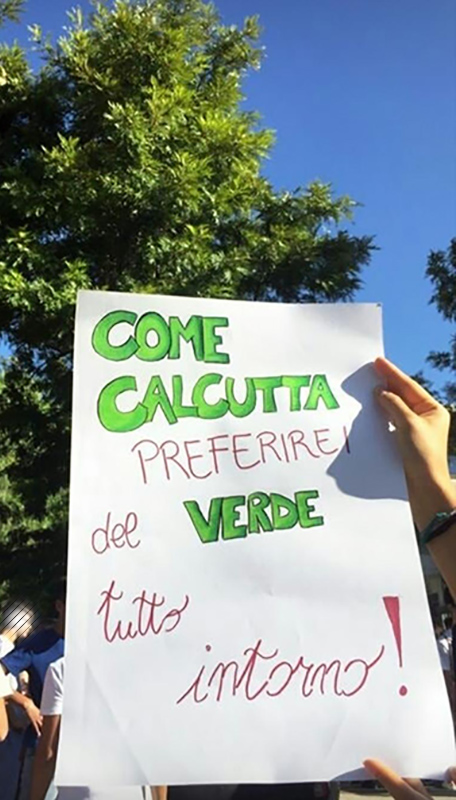 COME
CALCUTTA
PREFERIREI
del VERDE
tutto
intorno!